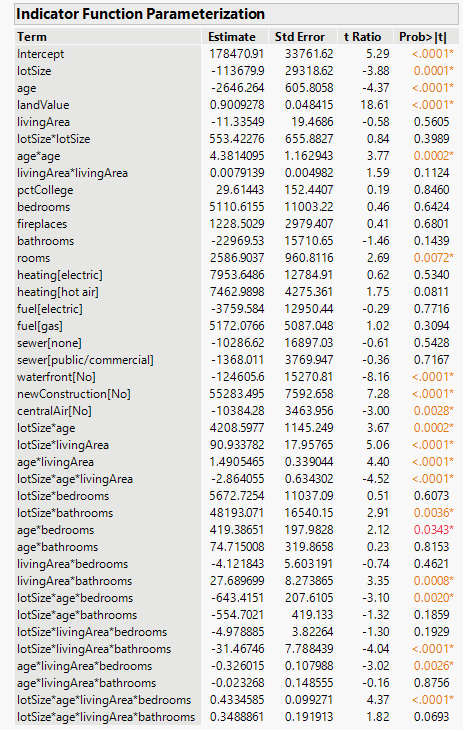 Indicator Function Parameterization
Term Estimate Std Error t Ratio Prob>|t|
Intercept 178470.91 33761.62 5.29 <.0001*
lotSize -113679.9 29318.62 -3.88 0.0001*
age -2646.264 605.8058 -4.37 <.0001*
landValue 0.9009278 0.048415 18.61 <.0001*
livingArea -11.33549 19.4686 -0.58 0.5605
lotSize*lotSize 553.42276 655.8827 0.84 0.3989
age*age 4.3814095 1.162943 3.77 0.0002*
livingArea*livingArea 0.0079139 0.004982 1.59 0.1124
pctCollege 29.61443 152.4407 0.19 0.8460
bedrooms 5110.6155 11003.22 0.46 0.6424
fireplaces 1228.5029 2979.407 0.41 0.6801
bathrooms -22969.53 15710.65 -1.46 0.1439
rooms 2586.9037 960.8116 2.69 0.0072*
heating[electric] 7953.6486 12784.91 0.62 0.5340
heating[hot air] 7462.9898 4275.361 1.75 0.0811
fuel[electric] -3759.584 12950.44 -0.29 0.7716
fuel[gas] 5172.0766 5087.048 1.02 0.3094
sewer[none] -10286.62 16897.03 -0.61 0.5428
sewer[public/commercial] -1368.011 3769.947 -0.36 0.7167
waterfront[No] -124605.6 15270.81 -8.16 <.0001*
newConstruction[No] 55283.495 7592.658 7.28 <.0001*
centralAir[No] -10384.28 3463.956 -3.00 0.0028*
lotSize*age 4208.5977 1145.249 3.67 0.0002*
lotSize*livingArea 90.933782 17.95765 5.06 <.0001*
age*livingArea 1.4905465 0.339044 4.40 <.0001*
lotSize*age*livingArea -2.864055 0.634302 -4.52 <.0001*
lotSize*bedrooms 5672.7254 11037.09 0.51 0.6073
lotSize*bathrooms 48193.071 16540.15 2.91 0.0036*
age*bedrooms 419.38651 197.9828 2.12 0.0343*
age*bathrooms 74.715008 319.8658 0.23 0.8153
livingArea*bedrooms -4.121843 5.603191 -0.74 0.4621
livingArea*bathrooms 27.689699 8.273865 3.35 0.0008*
lotSize*age*bedrooms -643.4151 207.6105 -3.10 0.0020*
lotSize*age*bathrooms -554.7021 419.133 -1.32 0.1859
lotSize*livingArea*bedrooms -4.978885 3.82264 -1.30 0.1929
lotSize*livingArea*bathrooms -31.46746 7.788439 -4.04 <.0001*
age*livingArea*bedrooms -0.326015 0.107988 -3.02 0.0026*
age*livingArea*bathrooms -0.023268 0.148555 -0.16 0.8756
lotSize*age*livingArea*bedrooms 0.4334585 0.099271 4.37 <.0001*
lotSize*age*livingArea*bathrooms 0.3488861 0.191913 1.82 0.0693